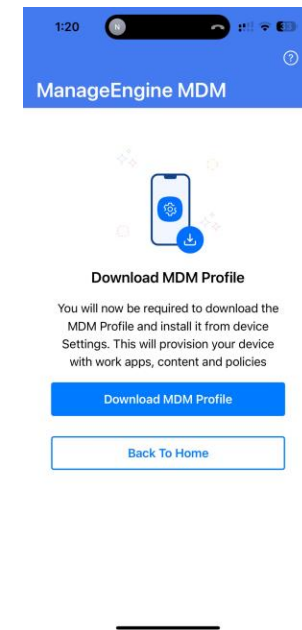 1:20
N
ManageEngine MDM
Download MDM Profile
You will now be required to download the
MDM Profile and install it from device
Settings. This will provision your device
with work apps, content and policies
Download MDM Profile
Back To Home